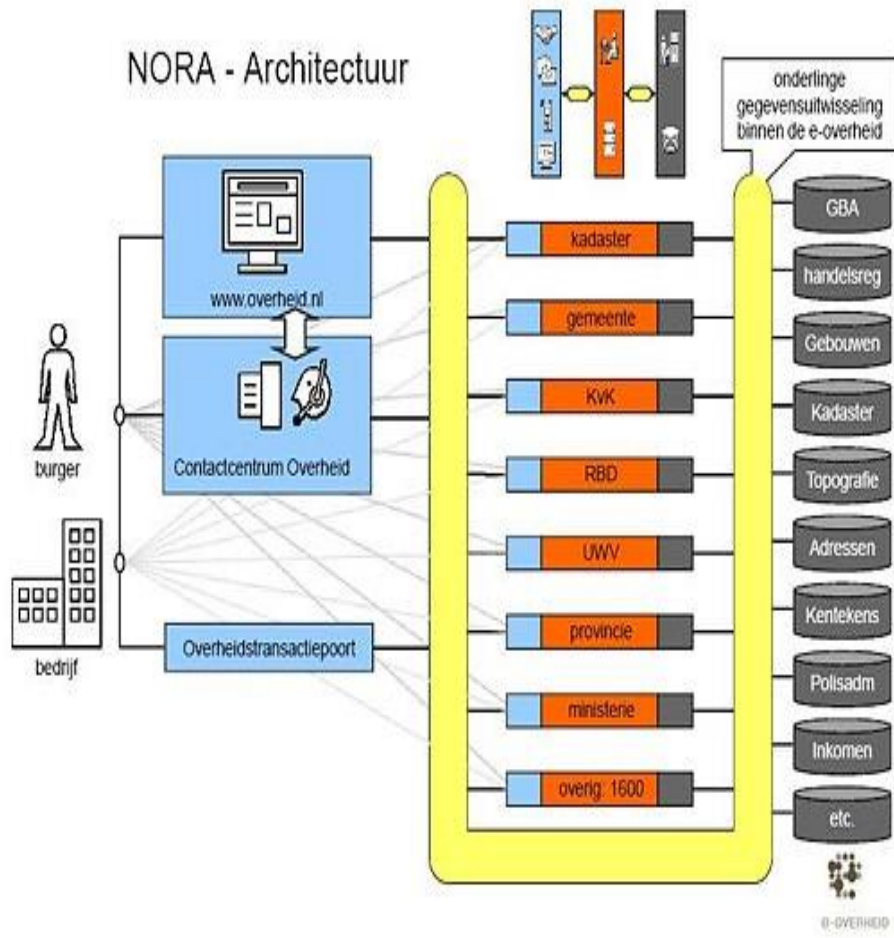 NORA - Architectuur
onderlinge
gegevensuitwisseling
binnen de e-overheid
www.overheid.nl
Contactcentrum Overheid
burger
Overheidstransactiepoort
bedrijf
kadaster
gemeente
KvK
RBD
UWV
provincie
ministerie
overig: 1600
GBA
handelsreg
Gebouwen
Kadaster
Topografie
Adressen
Kentekens
Polisadm
Inkomen
etc.
e-OVERHEID